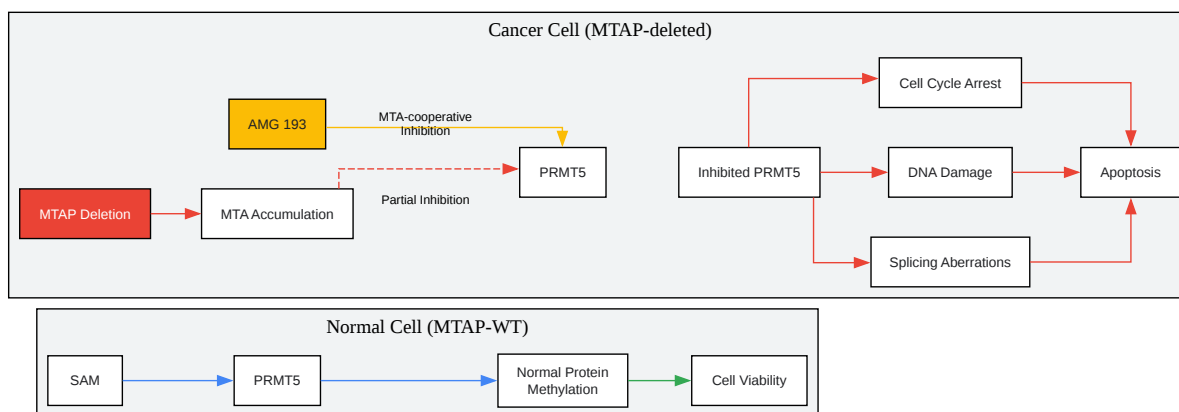 Cancer Cell (MTAP-deleted)
Cell Cycle Arrest
AMG 193
MTA-cooperative
Inhibition
PRMT5
Inhibited PRMT5
DNA Damage
Apoptosis
MTAP Deletion
MTA Accumulation
Partial Inhibition
Splicing Aberrations
Normal Cell (MTAP-WT)
SAM
PRMT5
Normal Protein
Methylation
Cell Viability